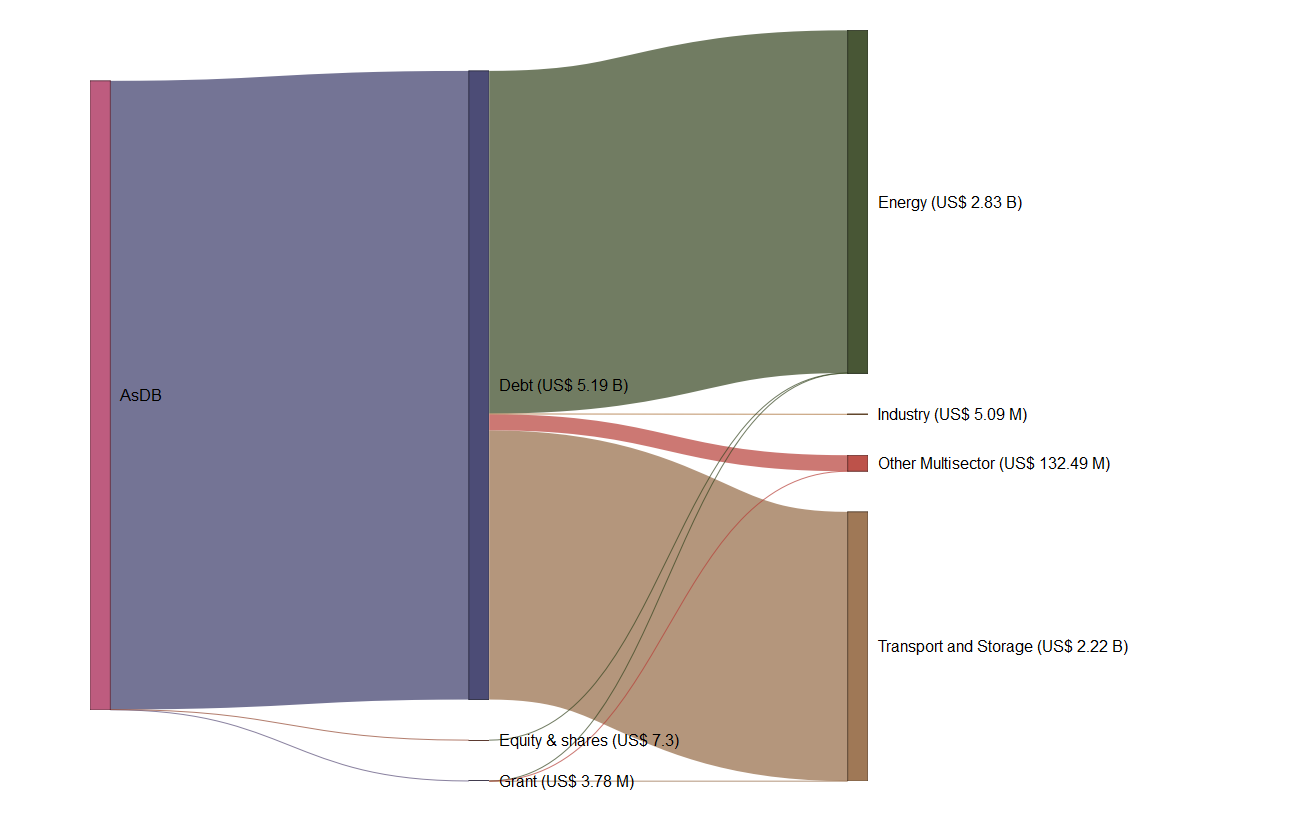 AsDB
Debt (US$ 5.19 B)
Equity & shares (US$ 7.3)
Grant (US$ 3.78 M)
Energy (US$ 2.83 B)
Industry (US$ 5.09 M)
Other Multisector (US$ 132.49 M)
Transport and Storage (US$ 2.22 B)